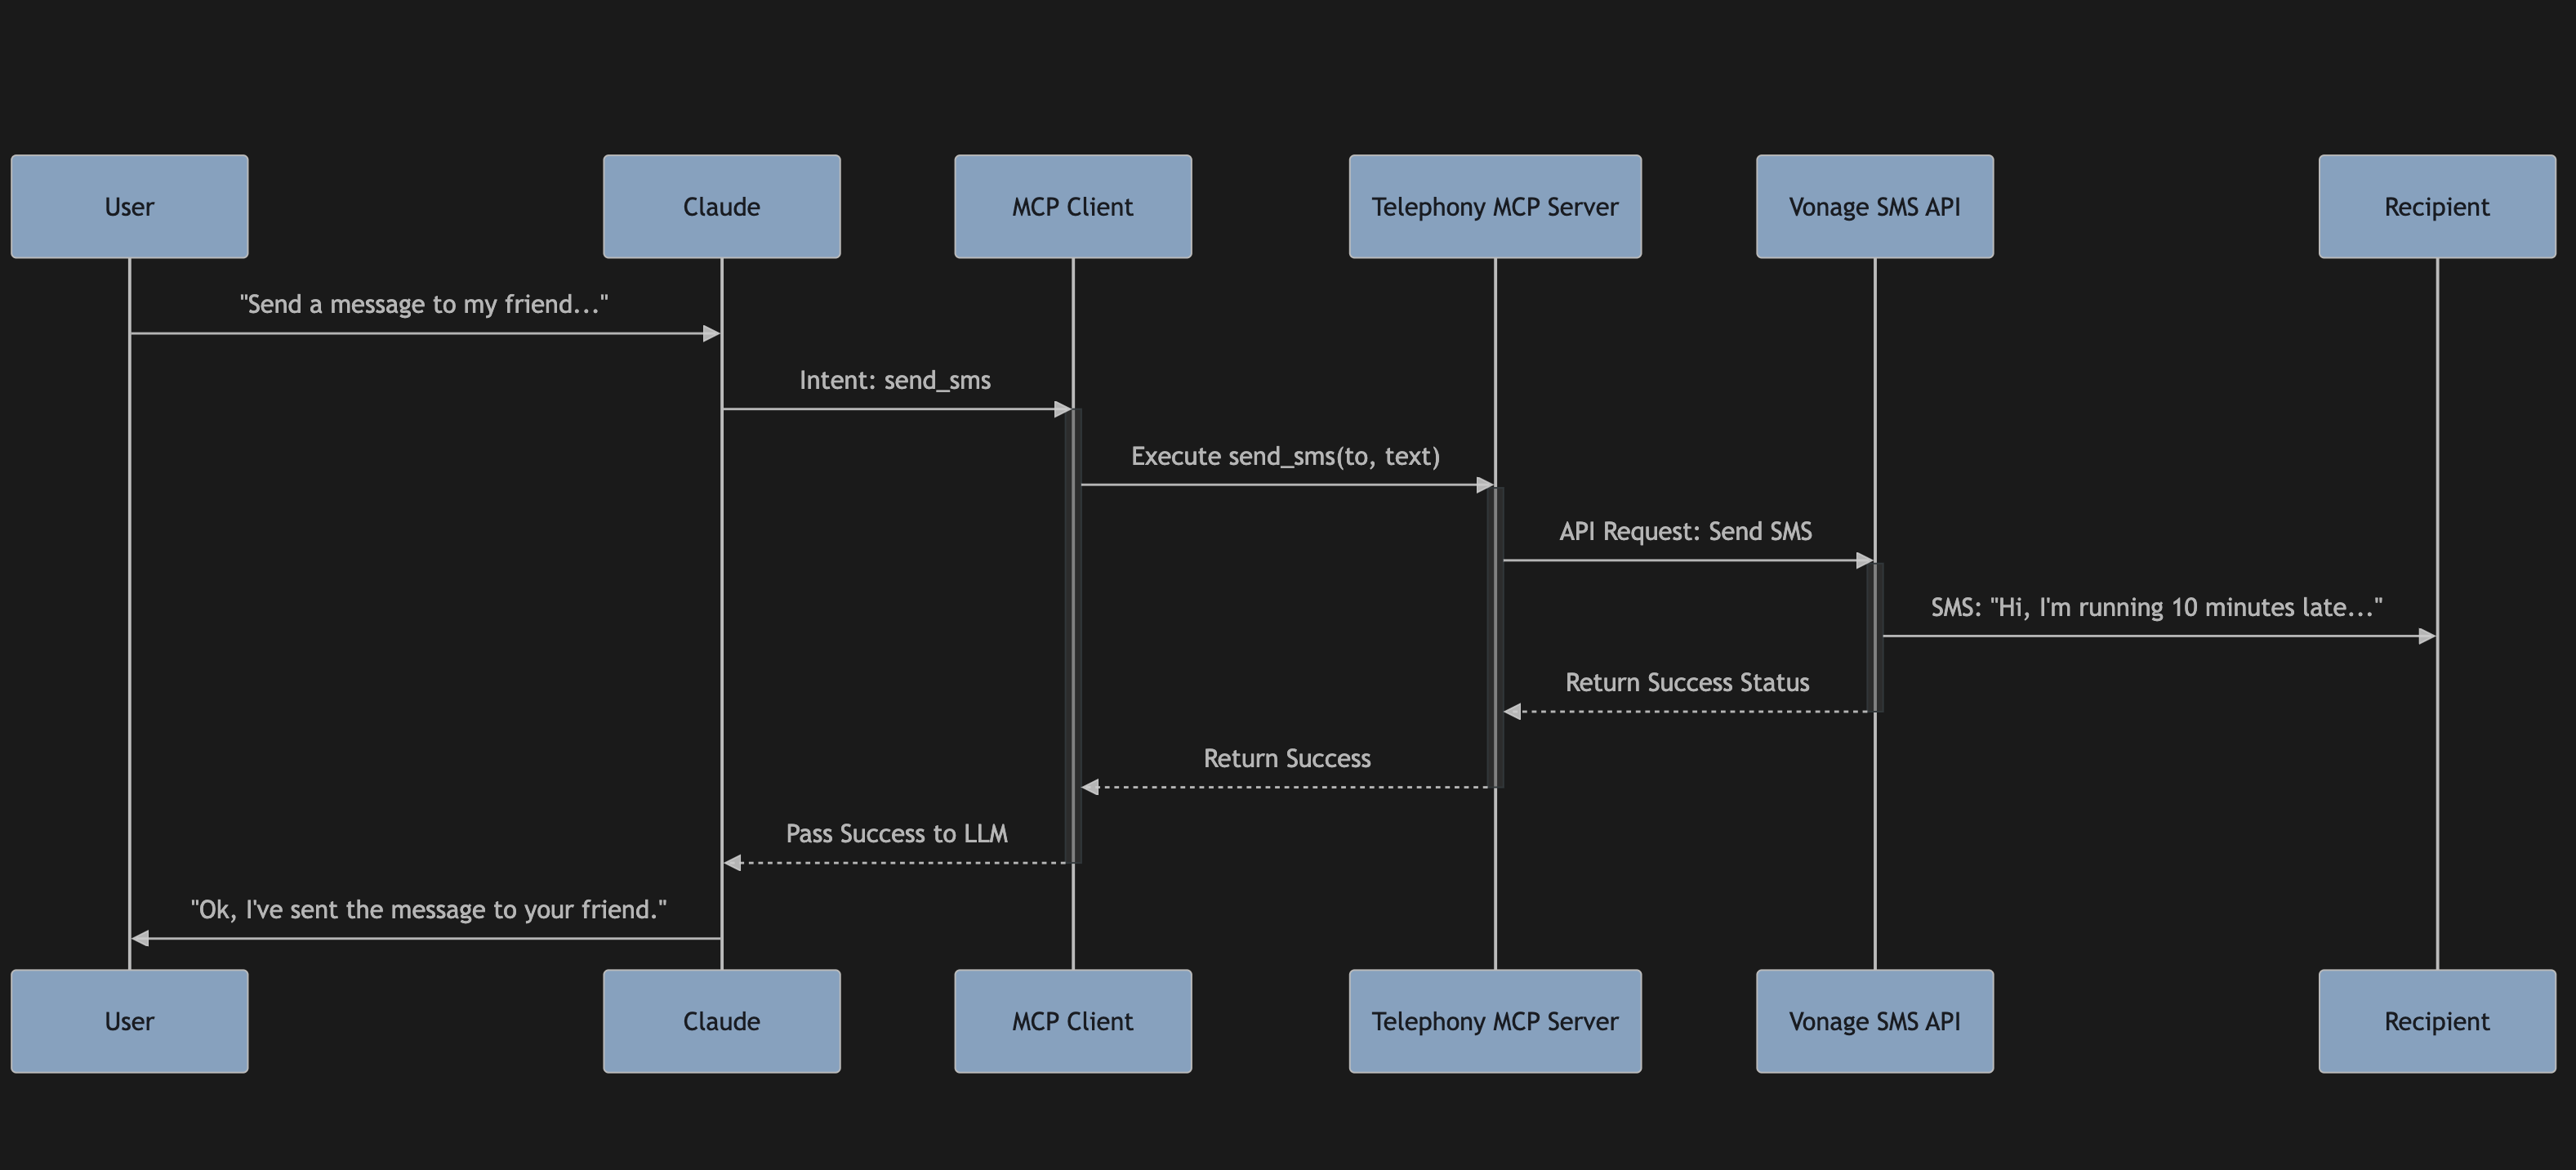 User
Claude
MCP Client
Telephony MCP Server
Vonage SMS API
Recipient
"Send a message to my friend..."
Intent: send_sms
Execute send_sms(to, text)
API Request: Send SMS
SMS: "Hi, I'm running 10 minutes late..."
Return Success Status
Return Success
Pass Success to LLM
"Ok, I've sent the message to your friend."
User
Claude
MCP Client
Telephony MCP Server
Vonage SMS API
Recipient